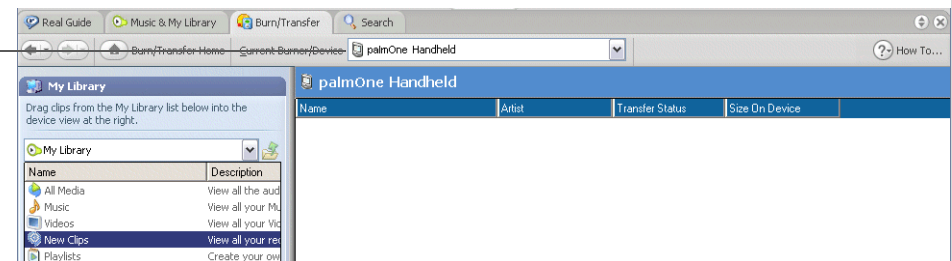 Real Guide Music & My Library Burn/Transfer Search
Burn/Transfer Home Current Burner/Device palmOne Handheld How To...
My Library
Drag clips from the My Library list below into the
device view at the right.
My Library
Name Description
All Media View all the aud
Music View all your Mu
Videos View all your Vid
New Clips View all your rec
Playlists Create your ow
palmOne Handheld
Name Artist Transfer Status Size On Device